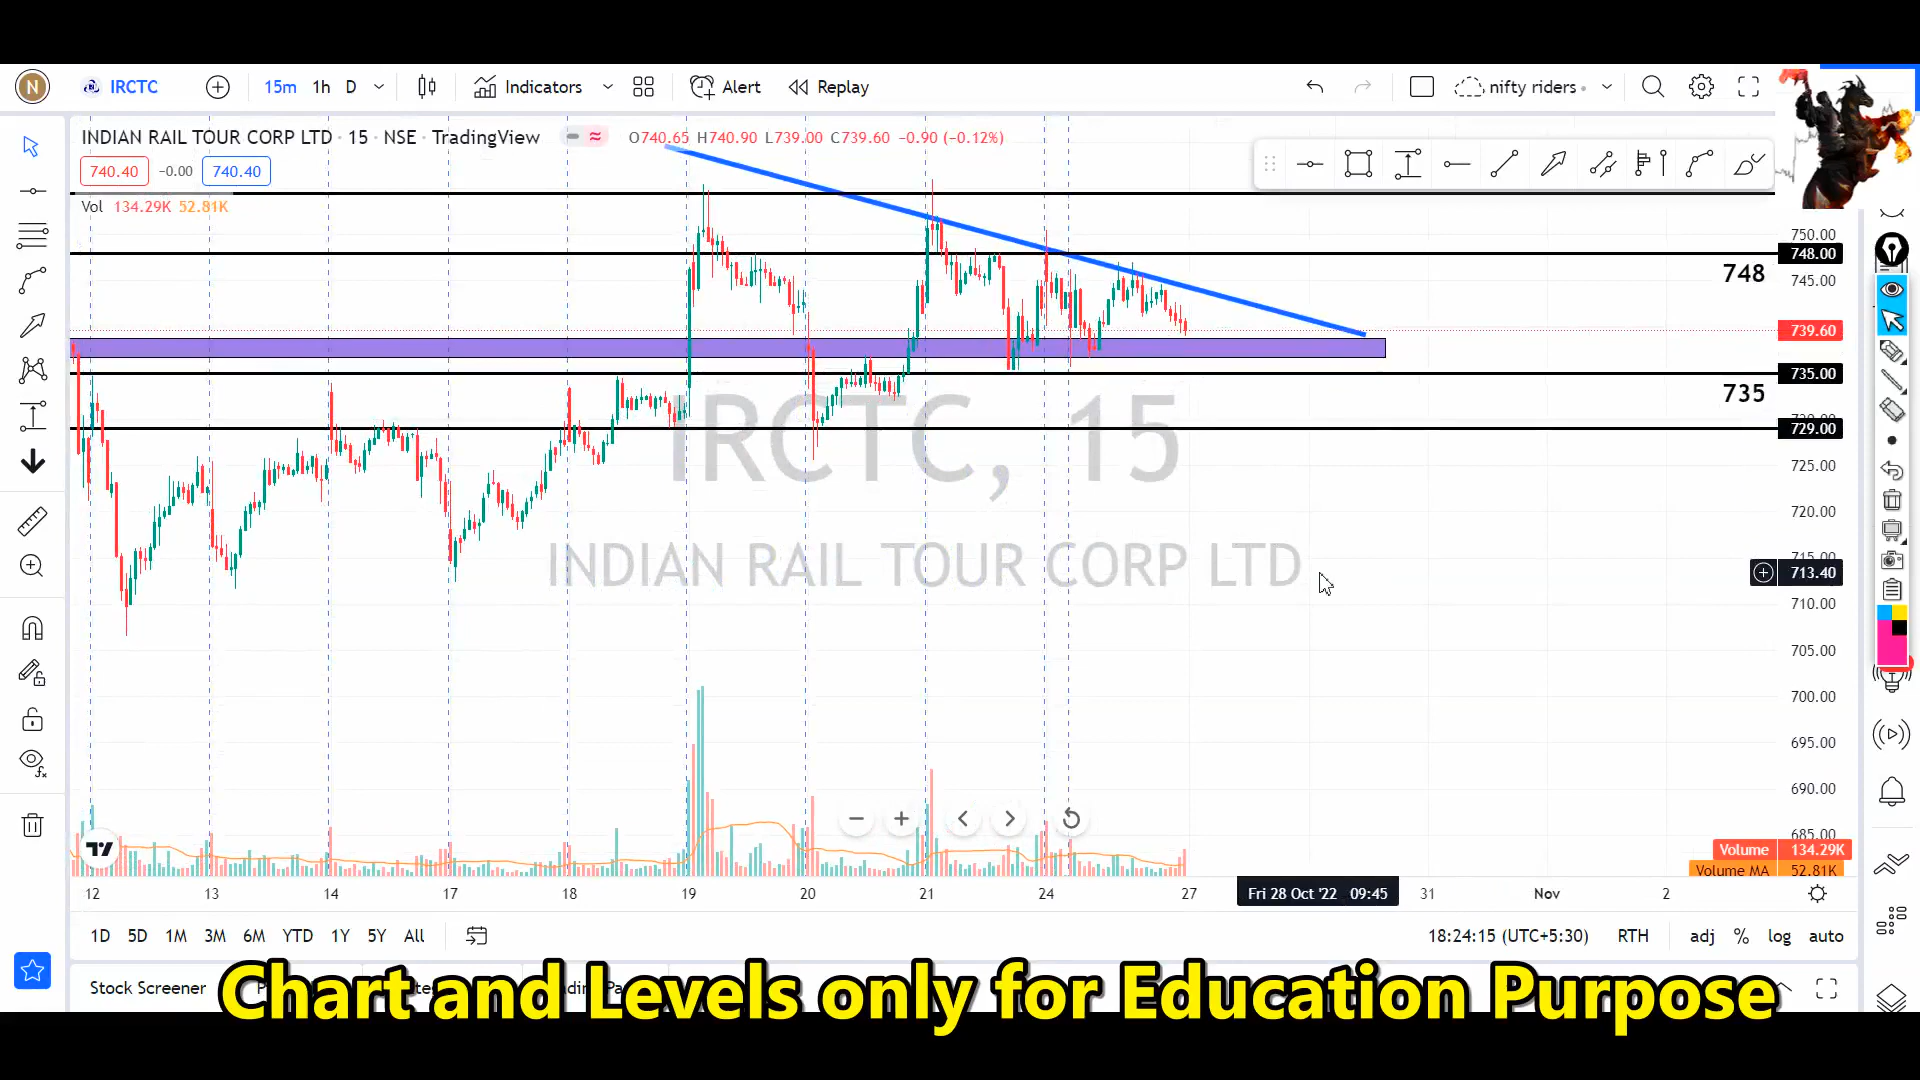 N IRCTC 15m 1h D Indicators Alert Replay nifty riders
INDIAN RAIL TOUR CORP LTD · 15 · NSE · TradingView O740.65 H740.90 L739.00 C739.60 −0.90 (−0.12%)
740.40 −0.00 740.40
Vol 134.29K 52.81K
750.00
748.00
748
745.00
739.60
735.00
735
729.00
IRCTC, 15
725.00
720.00
715.00
INDIAN RAIL TOUR CORP LTD
713.40
710.00
705.00
700.00
695.00
690.00
685.00
Volume 134.29K
Volume MA 52.81K
12 13 14 17 18 19 20 21 24 27 Fri 28 Oct '22 09:45 31 Nov 2
1D 5D 1M 3M 6M YTD 1Y 5Y All 18:24:15 (UTC+5:30) RTH adj % log auto
Stock Screener
Chart and Levels only for Education Purpose